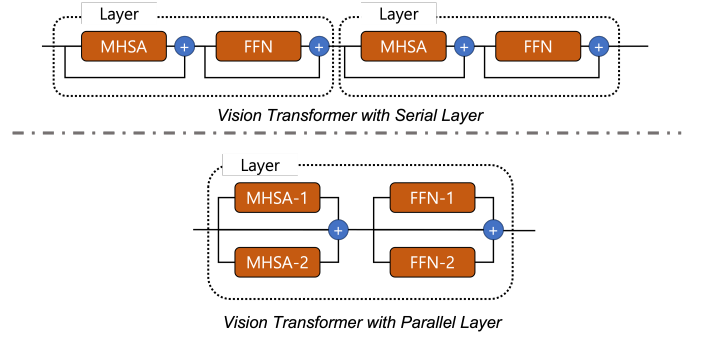 Layer
Layer
MHSA
+
FFN
+
MHSA
+
FFN
+
Vision Transformer with Serial Layer
Layer
MHSA-1
FFN-1
+
+
MHSA-2
FFN-2
Vision Transformer with Parallel Layer